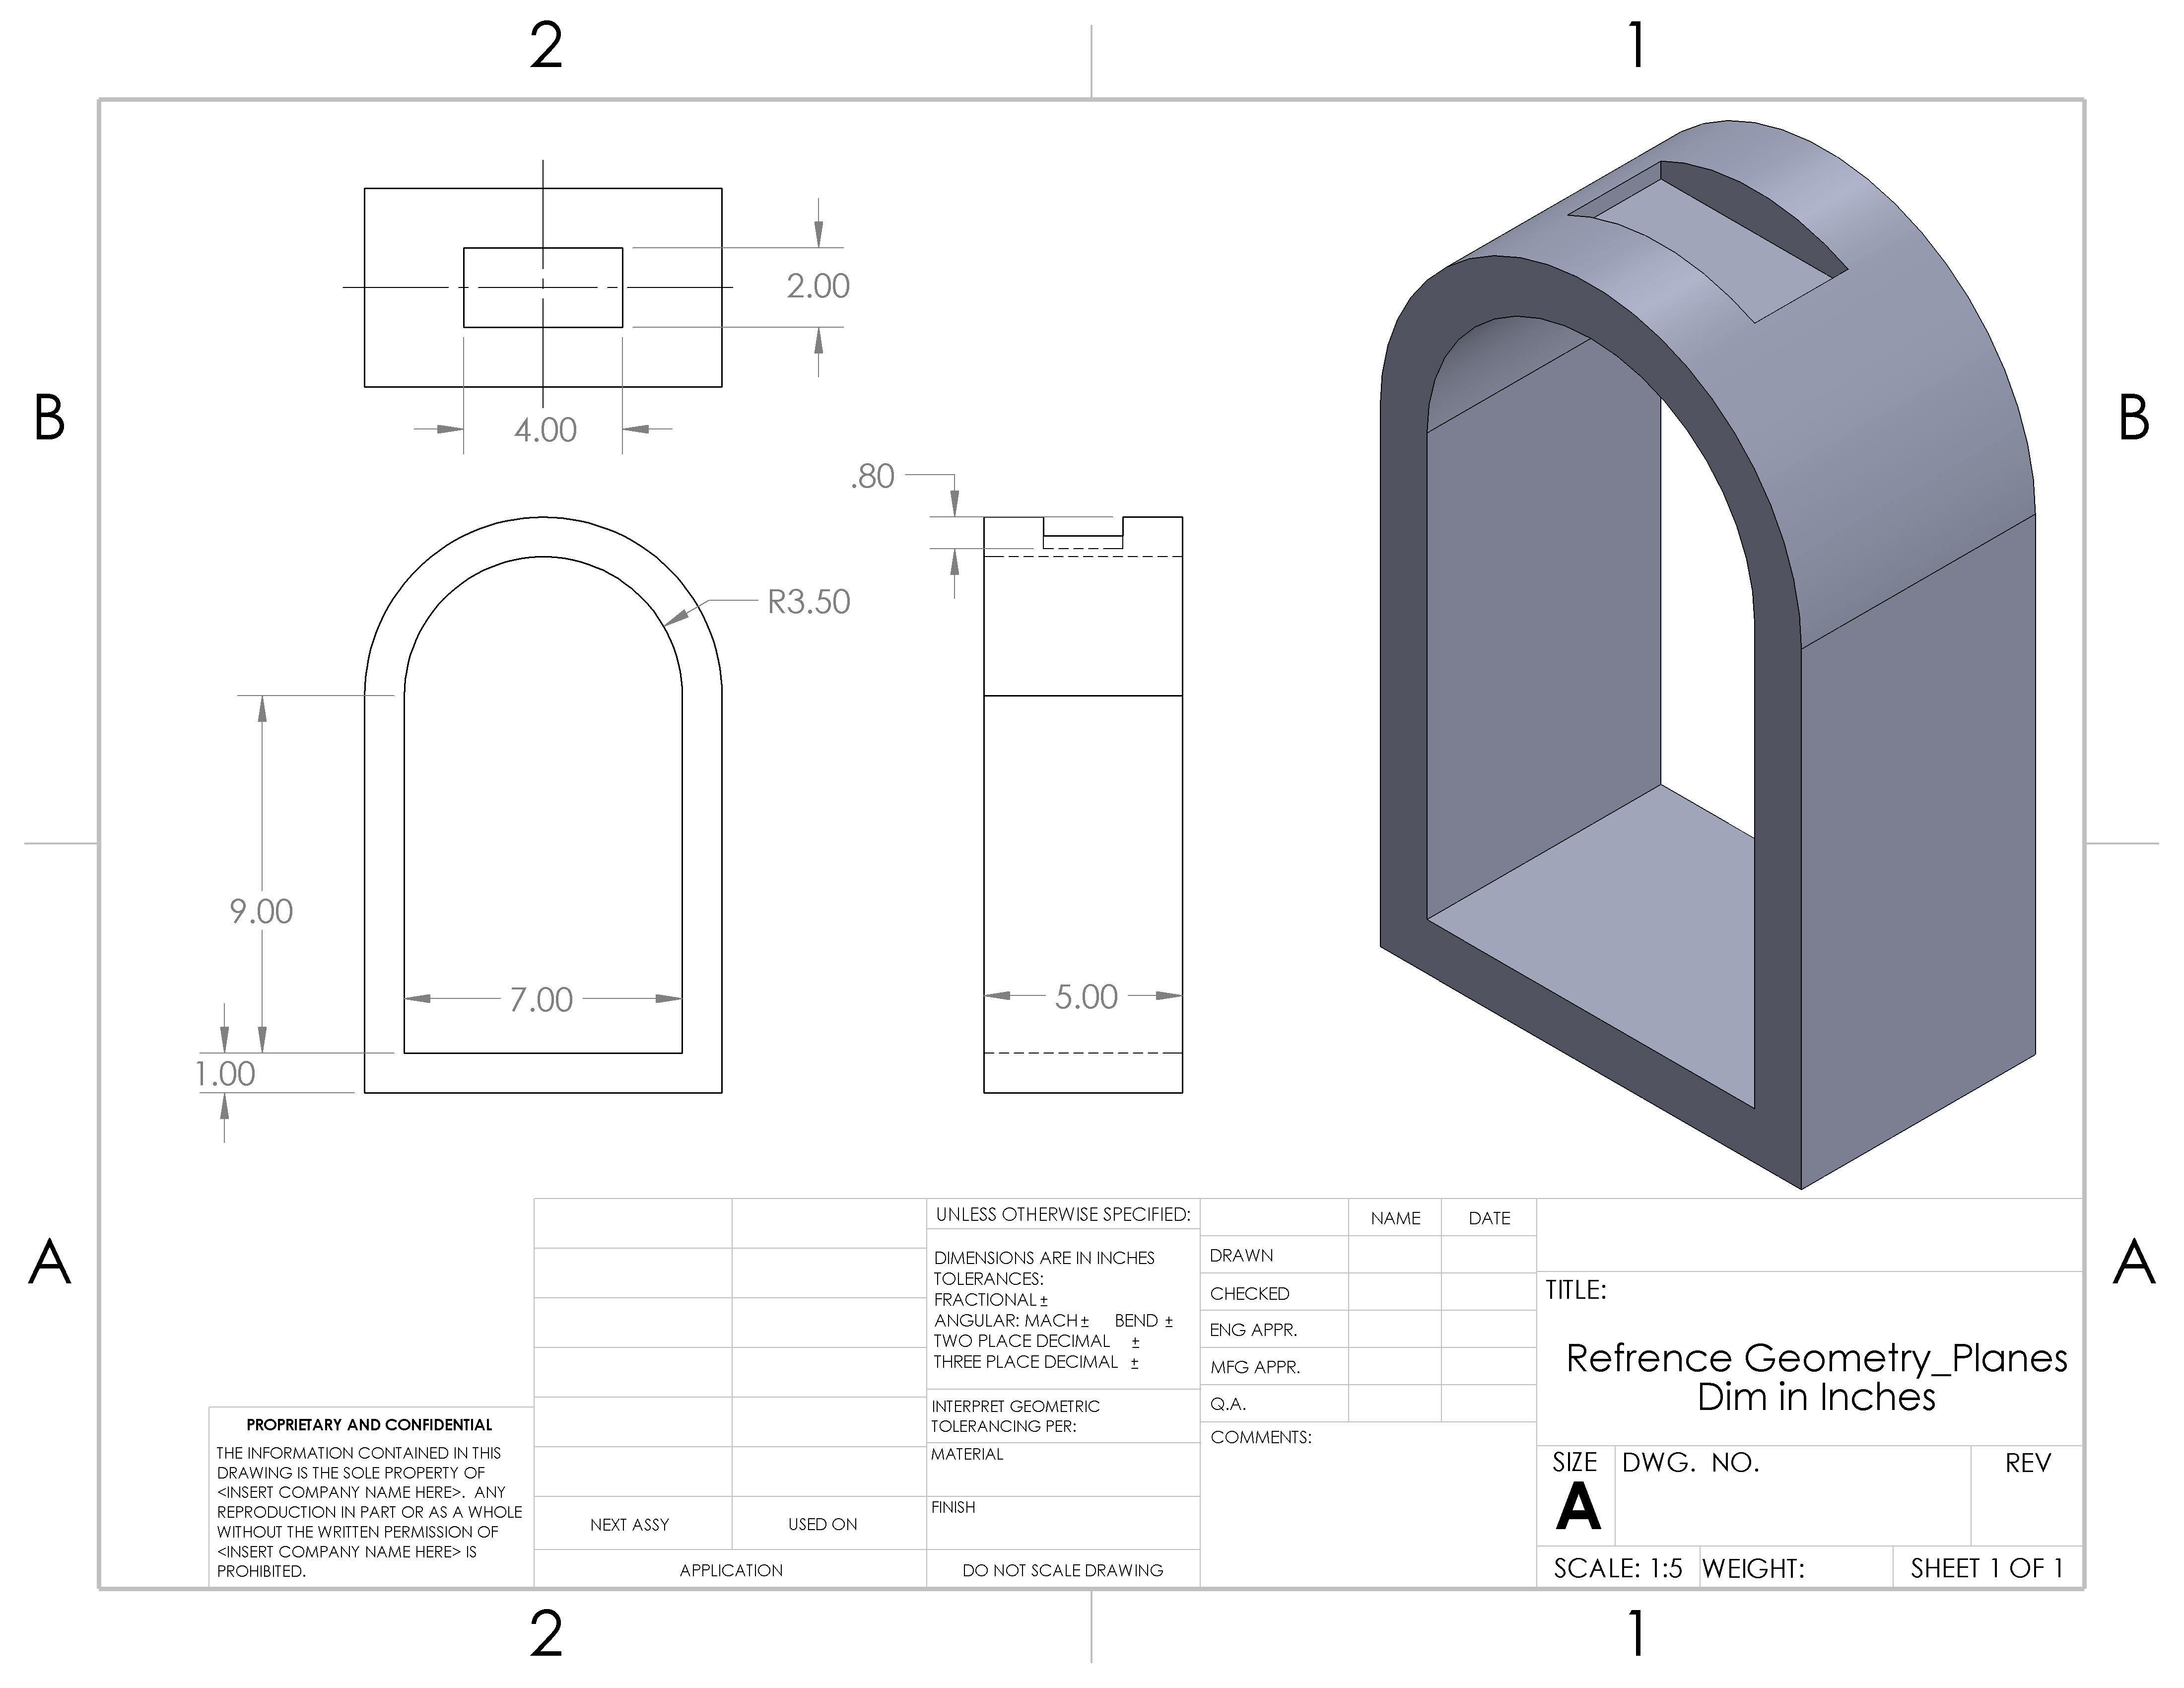 2
1
B
B
2.00
4.00
.80
R3.50
9.00
7.00
5.00
1.00
A
A
UNLESS OTHERWISE SPECIFIED:
DIMENSIONS ARE IN INCHES
TOLERANCES:
FRACTIONAL ±
ANGULAR: MACH ± BEND ±
TWO PLACE DECIMAL ±
THREE PLACE DECIMAL ±
INTERPRET GEOMETRIC
TOLERANCING PER:
MATERIAL
FINISH
DO NOT SCALE DRAWING
NAME
DATE
DRAWN
CHECKED
ENG APPR.
MFG APPR.
Q.A.
COMMENTS:
TITLE:
Refrence Geometry_Planes
Dim in Inches
SIZE
A
DWG. NO.
REV
SCALE: 1:5
WEIGHT:
SHEET 1 OF 1
PROPRIETARY AND CONFIDENTIAL
THE INFORMATION CONTAINED IN THIS
DRAWING IS THE SOLE PROPERTY OF
<INSERT COMPANY NAME HERE>. ANY
REPRODUCTION IN PART OR AS A WHOLE
WITHOUT THE WRITTEN PERMISSION OF
<INSERT COMPANY NAME HERE> IS
PROHIBITED.
NEXT ASSY
USED ON
APPLICATION
2
1